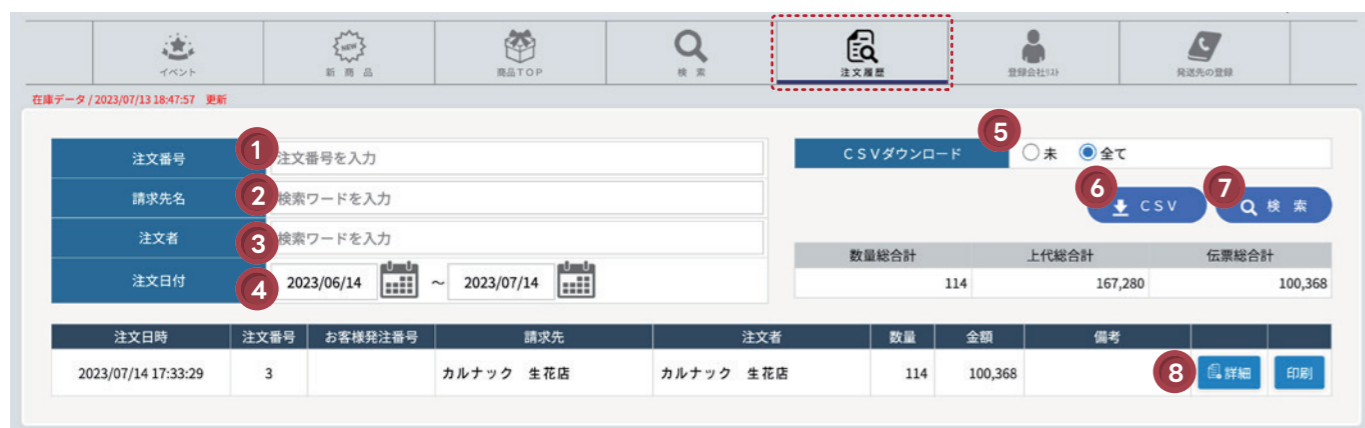 イベント
NEW
新 商 品
商品TOP
検 索
注文履歴
登録会社リスト
発送先の登録
在庫データ / 2023/07/13 18:47:57 更新
注文番号 1 注文番号を入力
請求先名 2 検索ワードを入力
注文者 3 検索ワードを入力
注文日付 4 2023/06/14 ～ 2023/07/14
5
CSVダウンロード 未 全て
6 CSV 7 検 索
数量総合計 上代総合計 伝票総合計
114 167,280 100,368
注文日時 注文番号 お客様発注番号 請求先 注文者 数量 金額 備考
2023/07/14 17:33:29 3 カルナック 生花店 カルナック 生花店 114 100,368 8 詳細 印刷